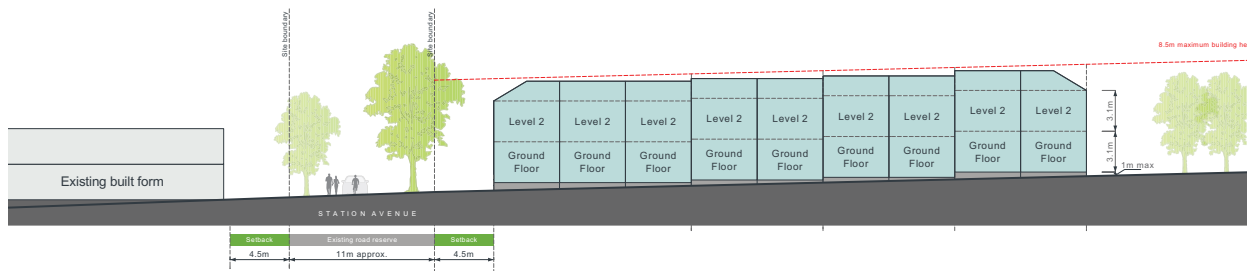 Site boundary
Site boundary
8.5m maximum building he
Level 2
Level 2
Level 2
Level 2
Level 2
Level 2
Level 2
Level 2
Level 2
3.1m
Ground
Floor
Ground
Floor
Ground
Floor
Ground
Floor
Ground
Floor
Ground
Floor
Ground
Floor
Ground
Floor
Ground
Floor
3.1m
1m max
Existing built form
STATION AVENUE
Setback
Existing road reserve
Setback
4.5m
11m approx.
4.5m